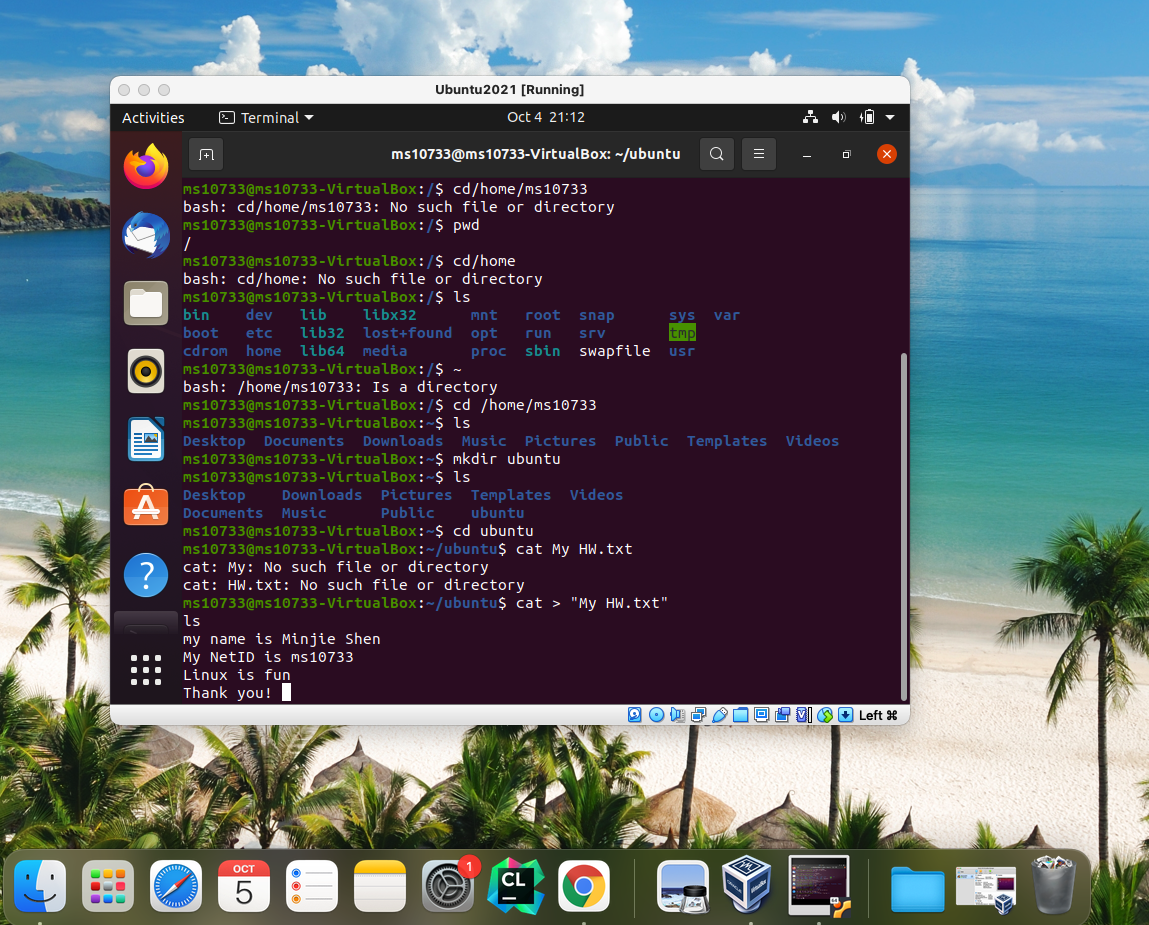 Ubuntu2021 [Running]
Activities Terminal Oct 4 21:12
ms10733@ms10733-VirtualBox: ~/ubuntu
ms10733@ms10733-VirtualBox:/$ cd/home/ms10733
bash: cd/home/ms10733: No such file or directory
ms10733@ms10733-VirtualBox:/$ pwd
/
ms10733@ms10733-VirtualBox:/$ cd/home
bash: cd/home: No such file or directory
ms10733@ms10733-VirtualBox:/$ ls
bin dev lib libx32 mnt root snap sys var
boot etc lib32 lost+found opt run srv tmp
cdrom home lib64 media proc sbin swapfile usr
ms10733@ms10733-VirtualBox:/$ ~
bash: /home/ms10733: Is a directory
ms10733@ms10733-VirtualBox:/$ cd /home/ms10733
ms10733@ms10733-VirtualBox:~$ ls
Desktop Documents Downloads Music Pictures Public Templates Videos
ms10733@ms10733-VirtualBox:~$ mkdir ubuntu
ms10733@ms10733-VirtualBox:~$ ls
Desktop Downloads Pictures Templates Videos
Documents Music Public ubuntu
ms10733@ms10733-VirtualBox:~$ cd ubuntu
ms10733@ms10733-VirtualBox:~/ubuntu$ cat My HW.txt
cat: My: No such file or directory
cat: HW.txt: No such file or directory
ms10733@ms10733-VirtualBox:~/ubuntu$ cat > "My HW.txt"
ls
my name is Minjie Shen
My NetID is ms10733
Linux is fun
Thank you!
Left ⌘
OCT
5
1
CL